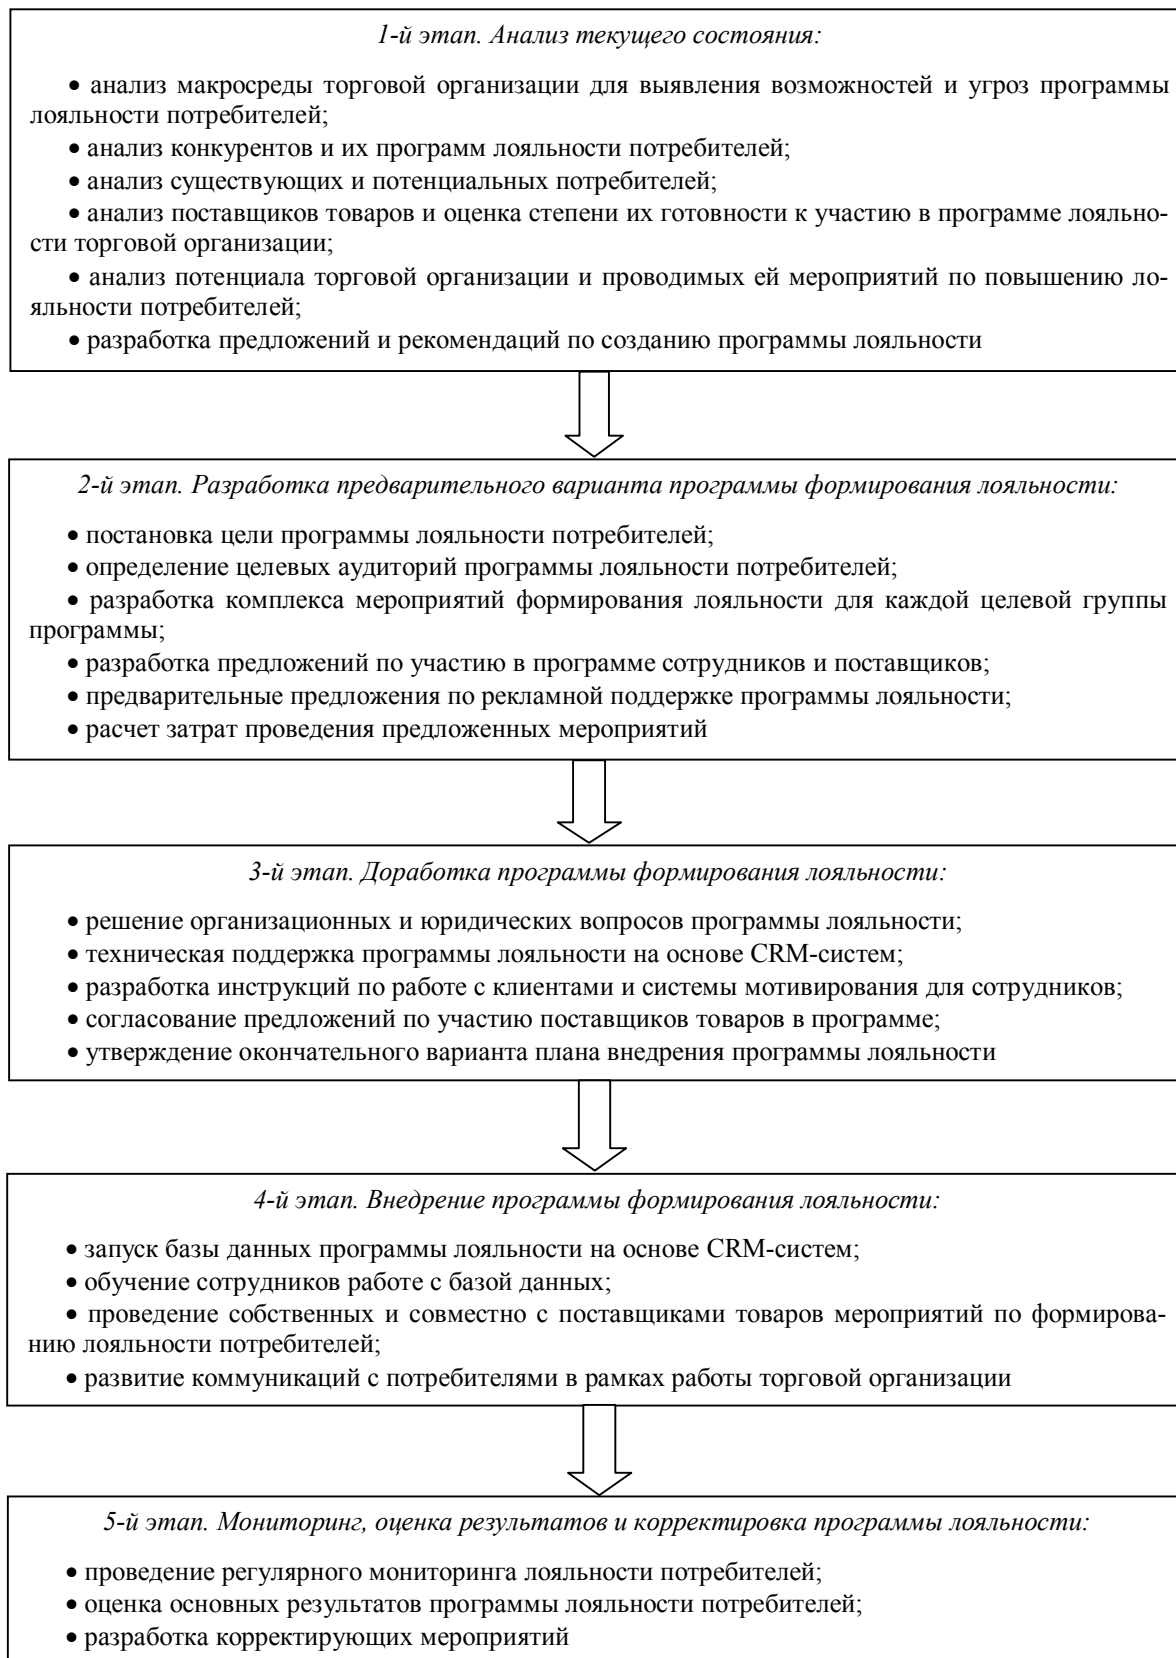 1-й этап. Анализ текущего состояния:
• анализ макросреды торговой организации для выявления возможностей и угроз программы
лояльности потребителей;
• анализ конкурентов и их программ лояльности потребителей;
• анализ существующих и потенциальных потребителей;
• анализ поставщиков товаров и оценка степени их готовности к участию в программе лояльно-
сти торговой организации;
• анализ потенциала торговой организации и проводимых ей мероприятий по повышению ло-
яльности потребителей;
• разработка предложений и рекомендаций по созданию программы лояльности
2-й этап. Разработка предварительного варианта программы формирования лояльности:
• постановка цели программы лояльности потребителей;
• определение целевых аудиторий программы лояльности потребителей;
• разработка комплекса мероприятий формирования лояльности для каждой целевой группы
программы;
• разработка предложений по участию в программе сотрудников и поставщиков;
• предварительные предложения по рекламной поддержке программы лояльности;
• расчет затрат проведения предложенных мероприятий
3-й этап. Доработка программы формирования лояльности:
• решение организационных и юридических вопросов программы лояльности;
• техническая поддержка программы лояльности на основе CRM-систем;
• разработка инструкций по работе с клиентами и системы мотивирования для сотрудников;
• согласование предложений по участию поставщиков товаров в программе;
• утверждение окончательного варианта плана внедрения программы лояльности
4-й этап. Внедрение программы формирования лояльности:
• запуск базы данных программы лояльности на основе CRM-систем;
• обучение сотрудников работе с базой данных;
• проведение собственных и совместно с поставщиками товаров мероприятий по формирова-
нию лояльности потребителей;
• развитие коммуникаций с потребителями в рамках работы торговой организации
5-й этап. Мониторинг, оценка результатов и корректировка программы лояльности:
• проведение регулярного мониторинга лояльности потребителей;
• оценка основных результатов программы лояльности потребителей;
• разработка корректирующих мероприятий